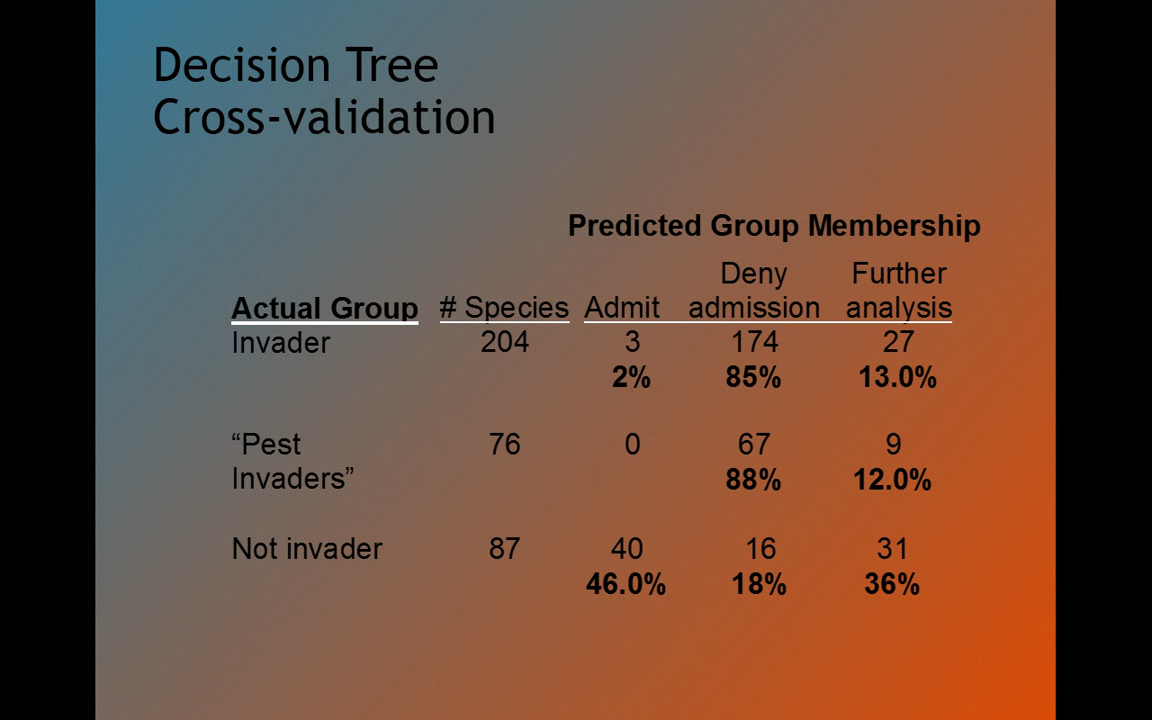 Decision Tree
Cross-validation
Predicted Group Membership
Deny Further
Actual Group # Species Admit admission analysis
Invader 204 3 174 27
2% 85% 13.0%
“Pest 76 0 67 9
Invaders” 88% 12.0%
Not invader 87 40 16 31
46.0% 18% 36%